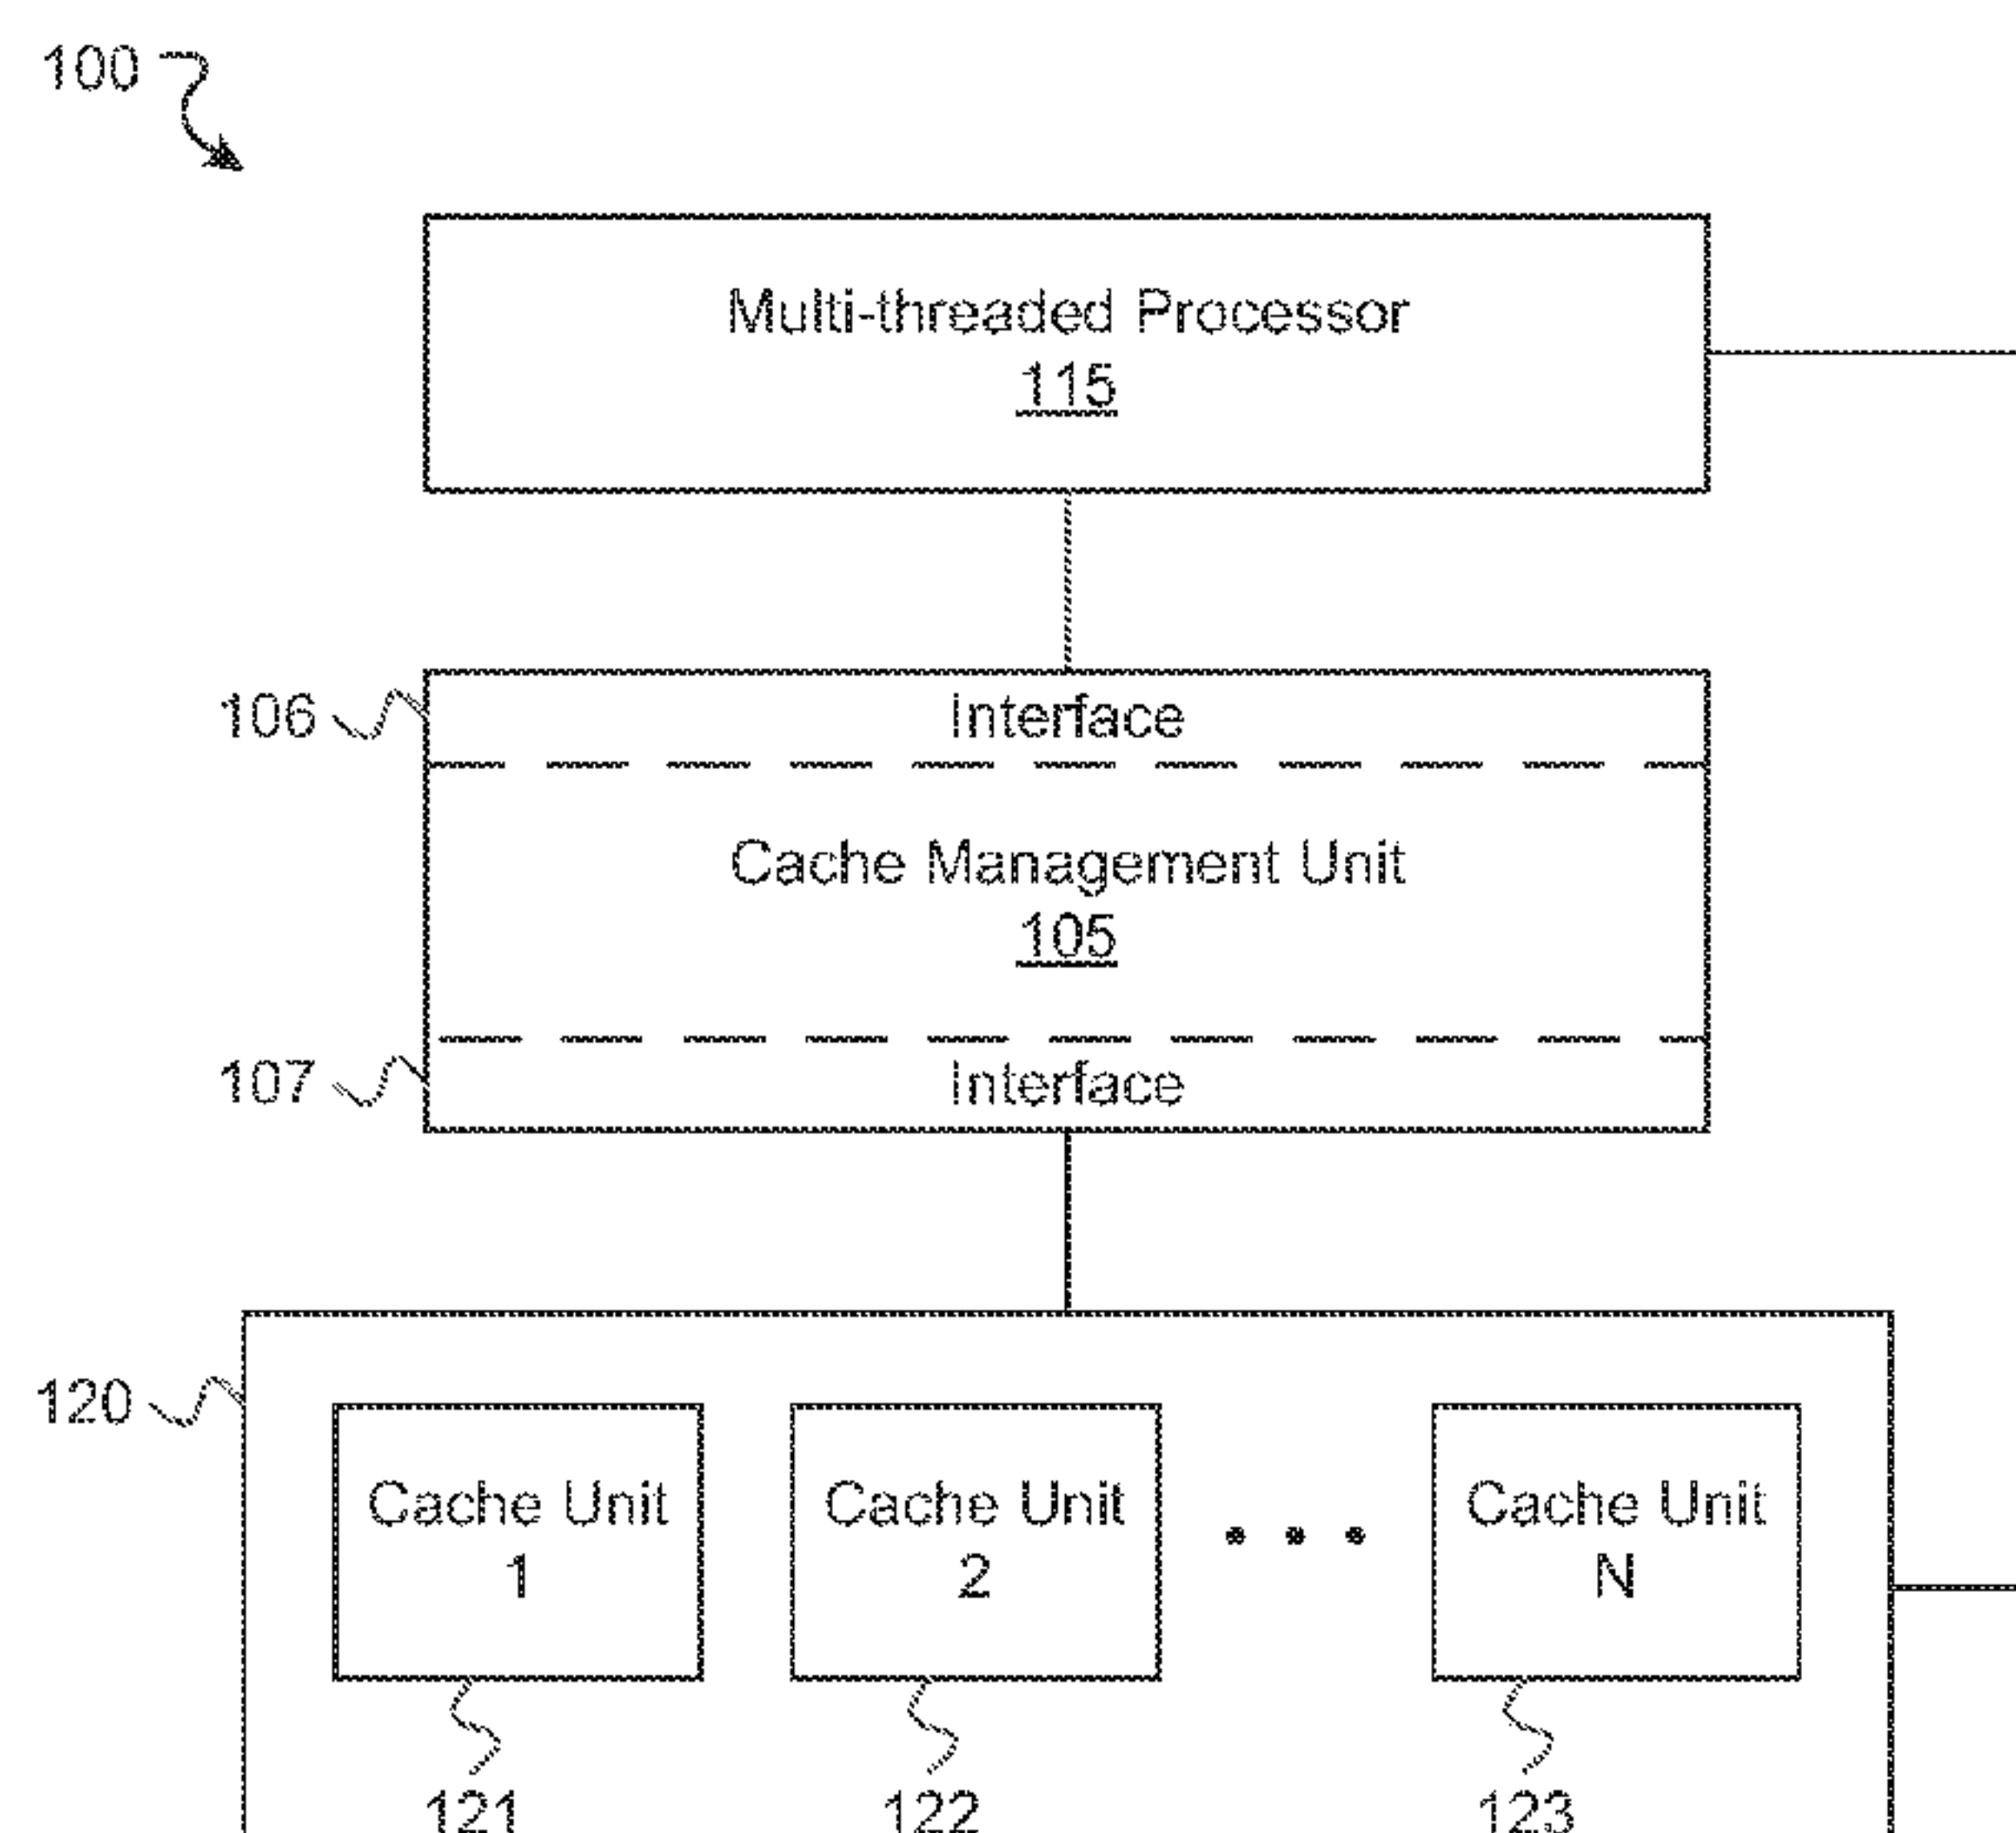 100
Multi-threaded Processor
115
106
Interface
Cache Management Unit
105
107
Interface
120
Cache Unit
1
Cache Unit
2
Cache Unit
N
121
122
123